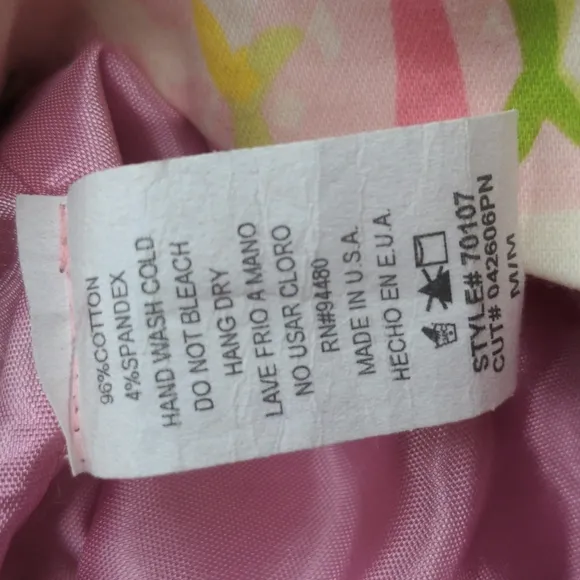 96%COTTON
4%SPANDEX
HAND WASH COLD
DO NOT BLEACH
HANG DRY
LAVE FRIO A MANO
NO USAR CLORO
RN#94480
MADE IN U.S.A.
HECHO EN E.U.A.
STYLE# 70107
CUT# 042606PN
M/M